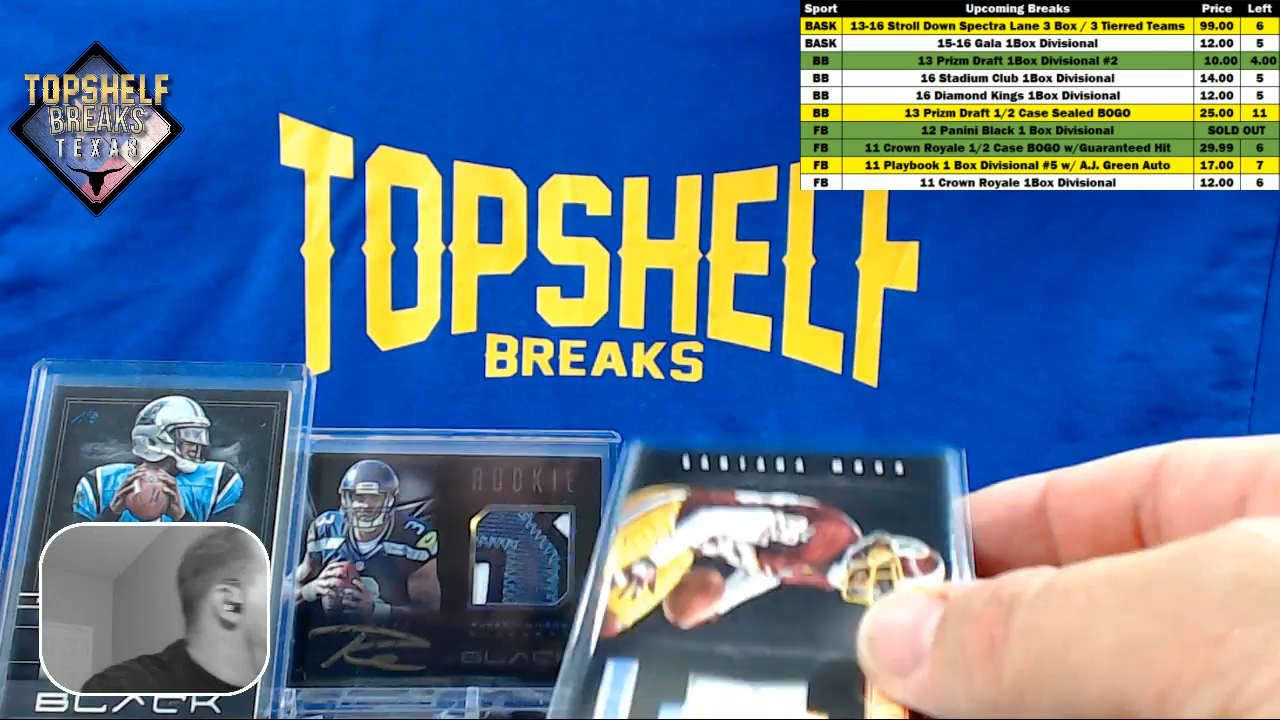 Sport Upcoming Breaks Price Left
BASK 13-16 Stroll Down Spectra Lane 3 Box / 3 Tierred Teams 99.00 6
BASK 15-16 Gala 1Box Divisional 12.00 5
BB 13 Prizm Draft 1Box Divisional #2 10.00 4.00
BB 16 Stadium Club 1Box Divisional 14.00 5
BB 16 Diamond Kings 1Box Divisional 12.00 5
BB 13 Prizm Draft 1/2 Case Sealed BOGO 25.00 11
FB 12 Panini Black 1 Box Divisional SOLD OUT
FB 11 Crown Royale 1/2 Case BOGO w/Guaranteed Hit 29.99 6
FB 11 Playbook 1 Box Divisional #5 w/ A.J. Green Auto 17.00 7
FB 11 Crown Royale 1Box Divisional 12.00 6
TOPSHELF
BREAKS
TEXAS
TOPSHELF
BREAKS
ROOKIE
BLACK
BLACK